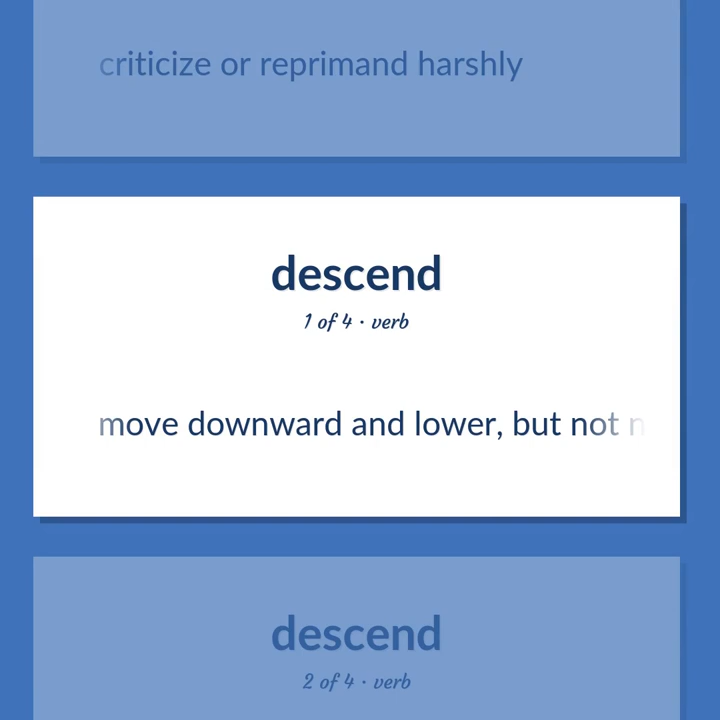 criticize or reprimand harshly
descend
1 of 4 · verb
move downward and lower, but not
descend
2 of 4 · verb